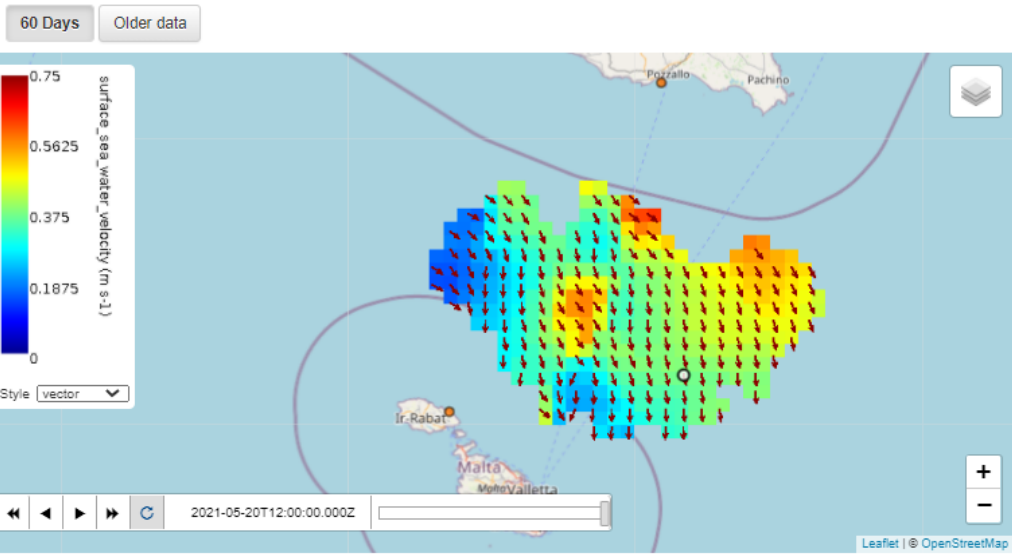 60 Days Older data
0.75
0.5625
0.375
0.1875
0
surface_sea_water_velocity (m s-1)
Style vector
Pozzallo
Pachino
Ir-Rabat
Malta
Valletta
2021-05-20T12:00:00.000Z
+
−
Leaflet | © OpenStreetMap